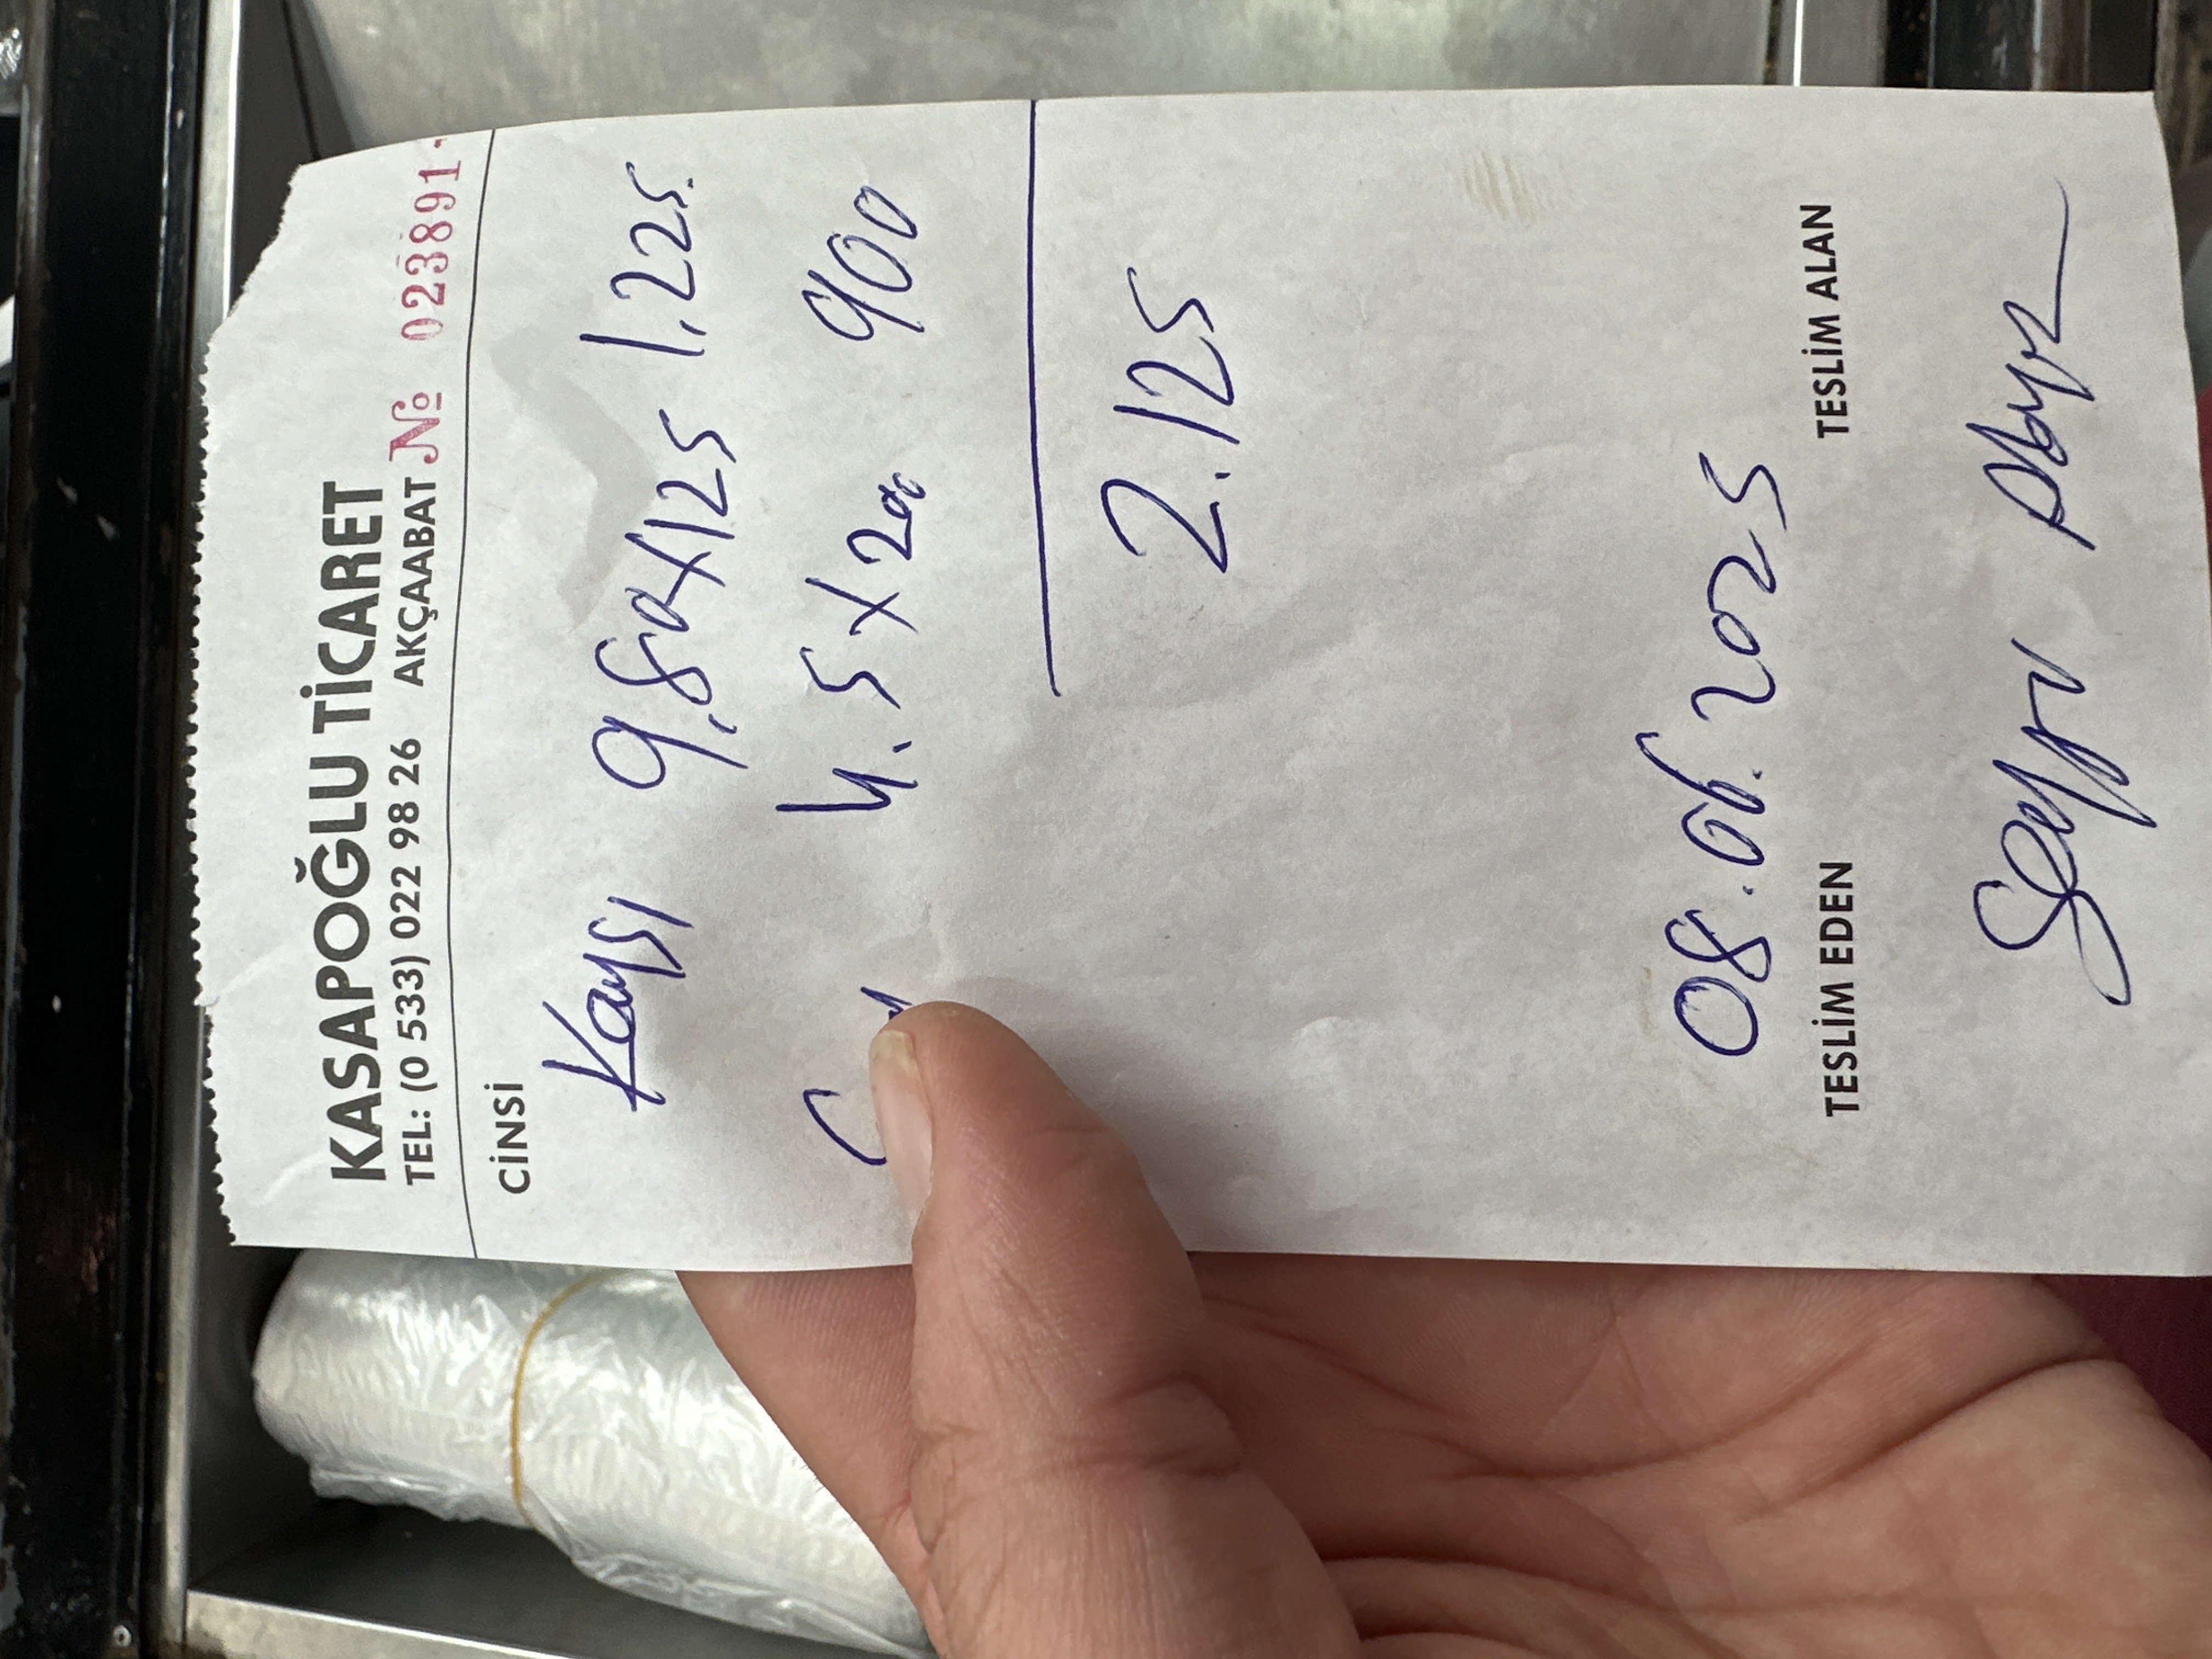 KASAPOĞLU TİCARET
TEL: (0 533) 022 98 26 AKÇAABAT № 023891
CİNSİ
Kayısı 9,80x125 1,225.
4.5x200 900
2.125
08.06.2025
TESLİM EDEN TESLİM ALAN